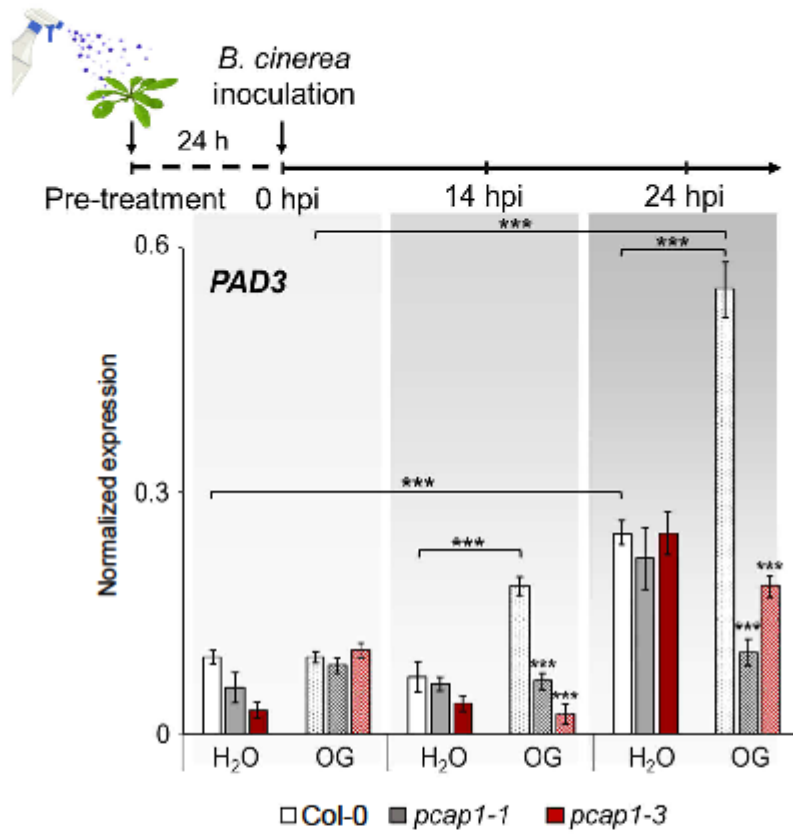 B. cinerea
inoculation
24 h
Pre-treatment 0 hpi 14 hpi 24 hpi
0.6
***
***
PAD3
Normalized expression
0.3
***
***
***
***
***
***
0
H₂O OG H₂O OG H₂O OG
Col-0 pcap1-1 pcap1-3